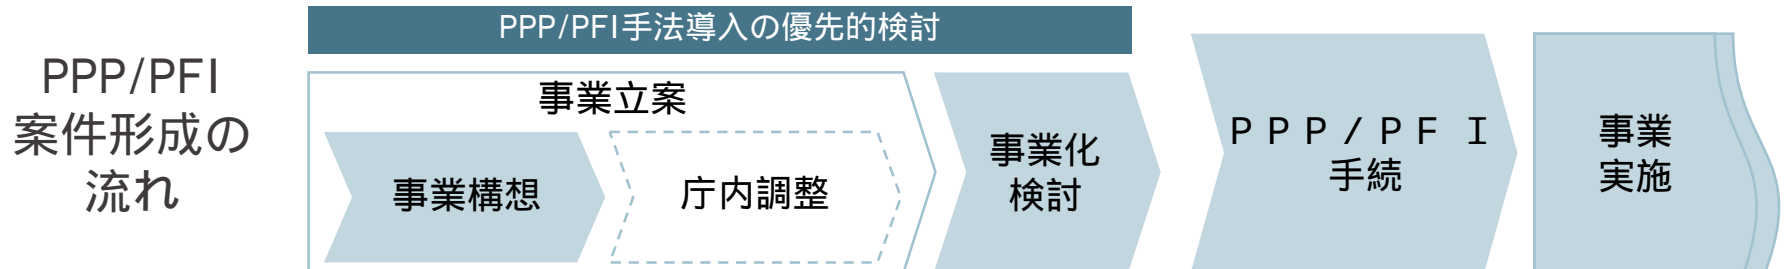 PPP/PFI
案件形成の
流れ
PPP/PFI手法導入の優先的検討
事業立案
事業構想
庁内調整
事業化
検討
ＰＰＰ/ＰＦＩ
手続
事業
実施